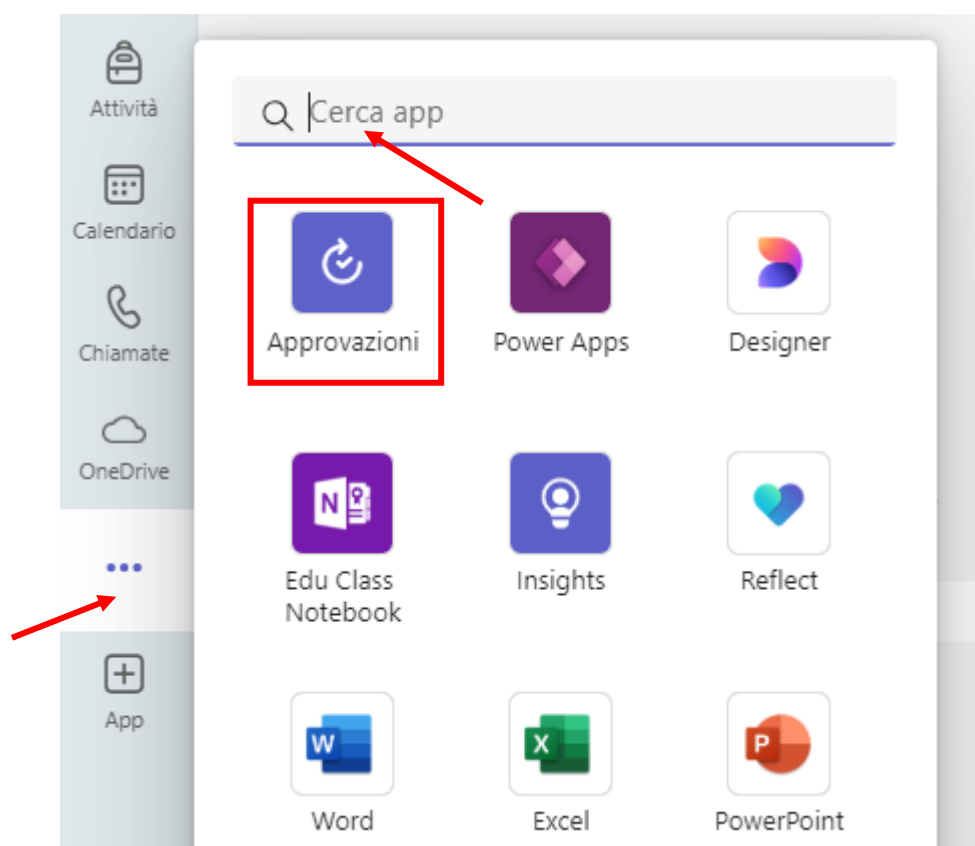 Attività
Calendario
Chiamate
OneDrive
App
Cerca app
Approvazioni
Power Apps
Designer
N
Edu Class
Notebook
Insights
Reflect
W
Word
X
Excel
P
PowerPoint